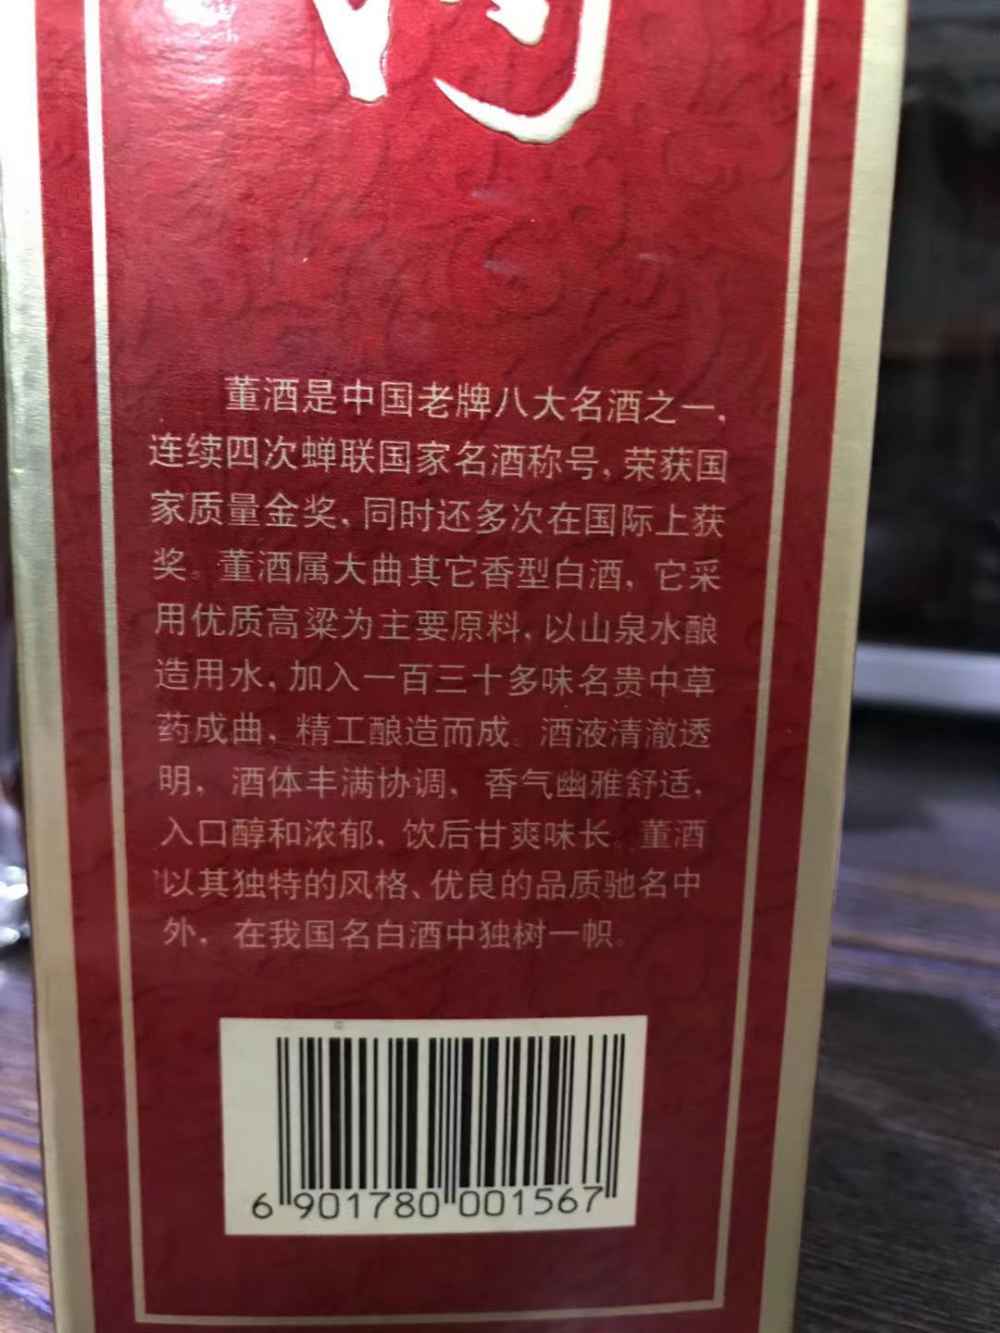 酒
董酒是中国老牌八大名酒之一,
连续四次蝉联国家名酒称号,荣获国
家质量金奖,同时还多次在国际上获
奖。董酒属大曲其它香型白酒,它采
用优质高粱为主要原料,以山泉水酿
造用水,加入一百三十多味名贵中草
药成曲,精工酿造而成。酒液清澈透
明,酒体丰满协调,香气幽雅舒适,
入口醇和浓郁,饮后甘爽味长。董酒
以其独特的风格、优良的品质驰名中
外,在我国名白酒中独树一帜。
6 901780 001567